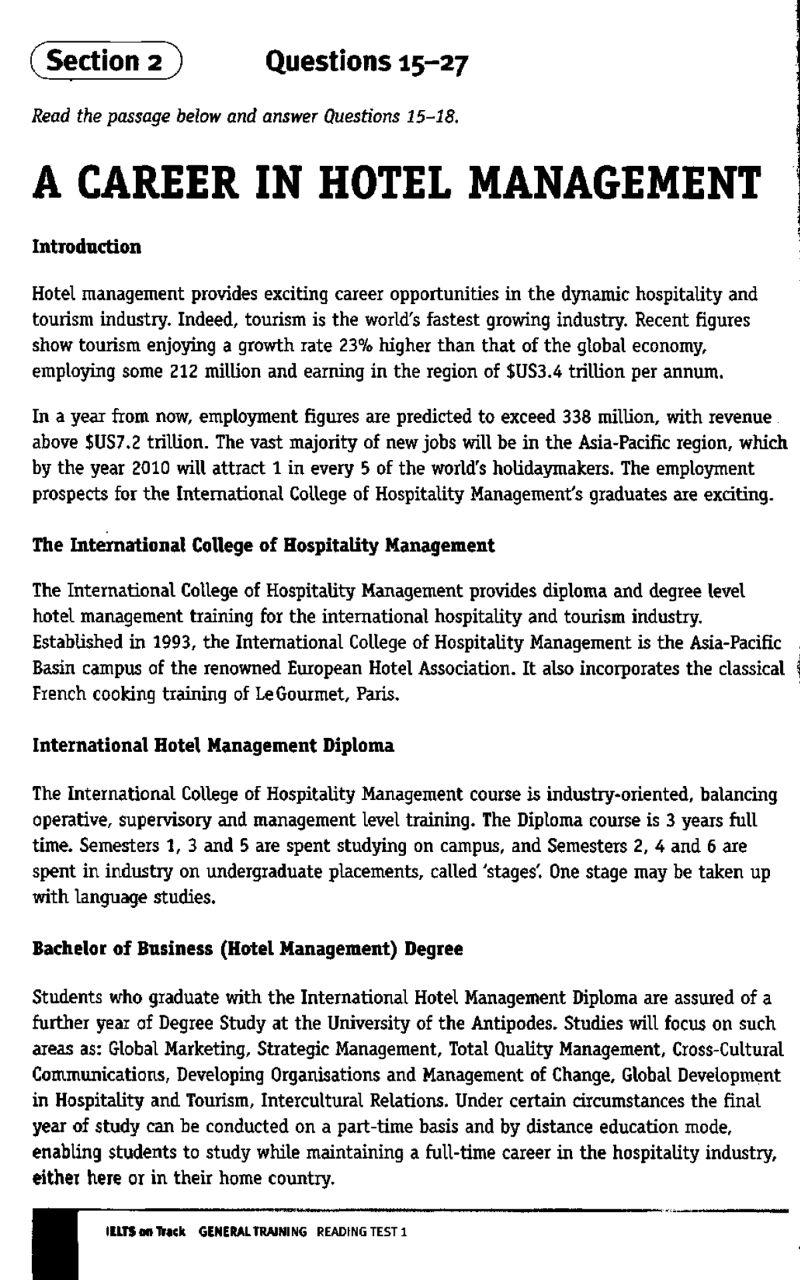 Section 2
Questions 15–27
Read the passage below and answer Questions 15–18.
A CAREER IN HOTEL MANAGEMENT
Introduction
Hotel management provides exciting career opportunities in the dynamic hospitality and
tourism industry. Indeed, tourism is the world's fastest growing industry. Recent figures
show tourism enjoying a growth rate 23% higher than that of the global economy,
employing some 212 million and earning in the region of $US3.4 trillion per annum.
In a year from now, employment figures are predicted to exceed 338 million, with revenue
above $US7.2 trillion. The vast majority of new jobs will be in the Asia-Pacific region, which
by the year 2010 will attract 1 in every 5 of the world's holidaymakers. The employment
prospects for the International College of Hospitality Management's graduates are exciting.
The International College of Hospitality Management
The International College of Hospitality Management provides diploma and degree level
hotel management training for the international hospitality and tourism industry.
Established in 1993, the International College of Hospitality Management is the Asia-Pacific
Basin campus of the renowned European Hotel Association. It also incorporates the classical
French cooking training of LeGourmet, Paris.
International Hotel Management Diploma
The International College of Hospitality Management course is industry-oriented, balancing
operative, supervisory and management level training. The Diploma course is 3 years full
time. Semesters 1, 3 and 5 are spent studying on campus, and Semesters 2, 4 and 6 are
spent in industry on undergraduate placements, called 'stages'. One stage may be taken up
with language studies.
Bachelor of Business (Hotel Management) Degree
Students who graduate with the International Hotel Management Diploma are assured of a
further year of Degree Study at the University of the Antipodes. Studies will focus on such
areas as: Global Marketing, Strategic Management, Total Quality Management, Cross-Cultural
Communications, Developing Organisations and Management of Change, Global Development
in Hospitality and Tourism, Intercultural Relations. Under certain circumstances the final
year of study can be conducted on a part-time basis and by distance education mode,
enabling students to study while maintaining a full-time career in the hospitality industry,
either here or in their home country.
IELTS on Track GENERAL TRAINING READING TEST 1